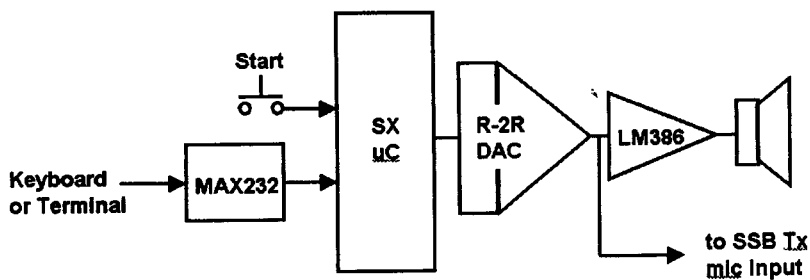 Start
SX
uC
R-2R
DAC
LM386
Keyboard
or Terminal
MAX232
to SSB Tx
mic input